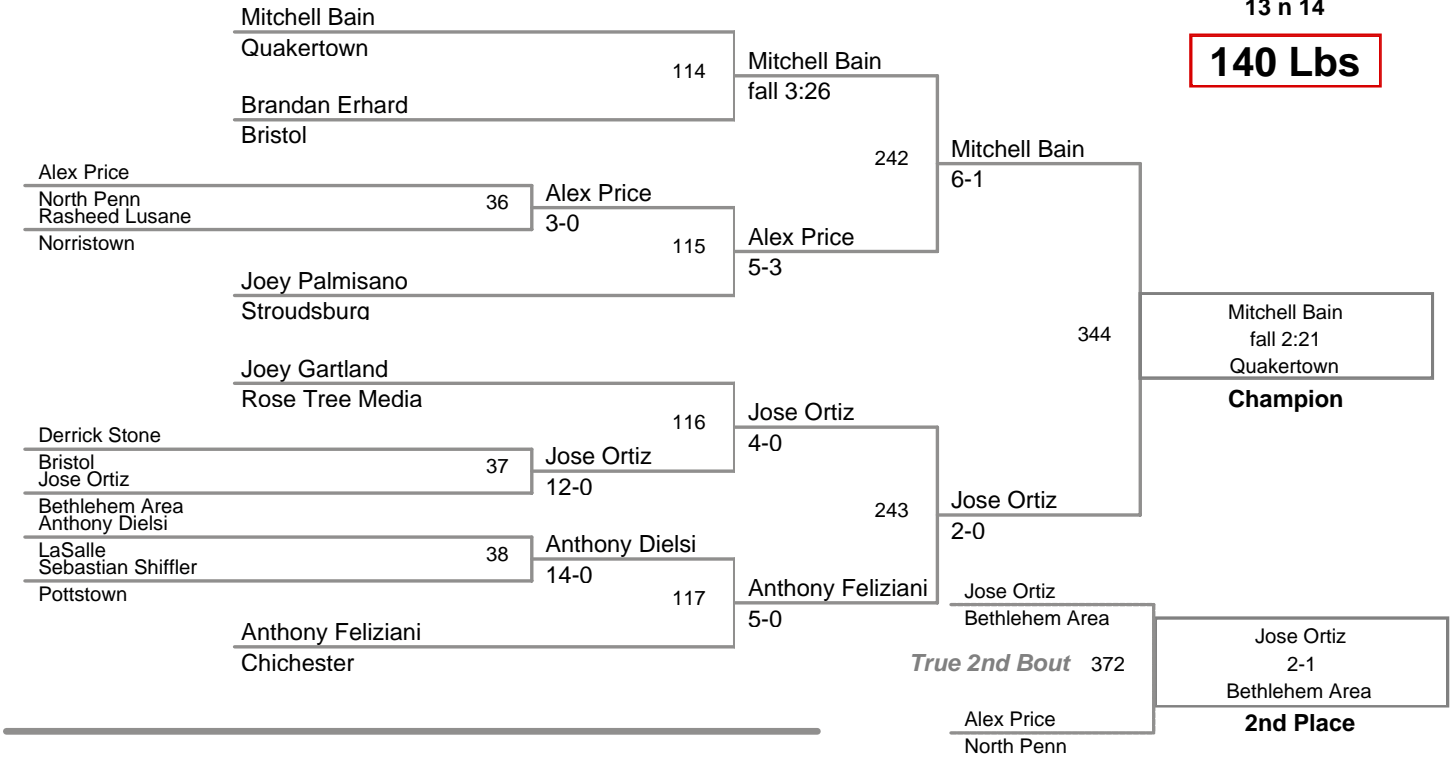 13 n 14
140 Lbs
Mitchell Bain
Quakertown
114
Brandan Erhard
Bristol
Mitchell Bain
fall 3:26
Alex Price
North Penn
36
Rasheed Lusane
Norristown
Alex Price
3-0
115
Joey Palmisano
Stroudsburg
Alex Price
5-3
242
Mitchell Bain
6-1
Joey Gartland
Rose Tree Media
116
Derrick Stone
Bristol
37
Jose Ortiz
Bethlehem Area
Jose Ortiz
12-0
Jose Ortiz
4-0
Anthony Dielsi
LaSalle
38
Sebastian Shiffler
Pottstown
Anthony Dielsi
14-0
117
Anthony Feliziani
Chichester
Anthony Feliziani
5-0
243
Jose Ortiz
2-0
344
Mitchell Bain
fall 2:21
Quakertown
Champion
Jose Ortiz
Bethlehem Area
True 2nd Bout 372
Alex Price
North Penn
Jose Ortiz
2-1
Bethlehem Area
2nd Place